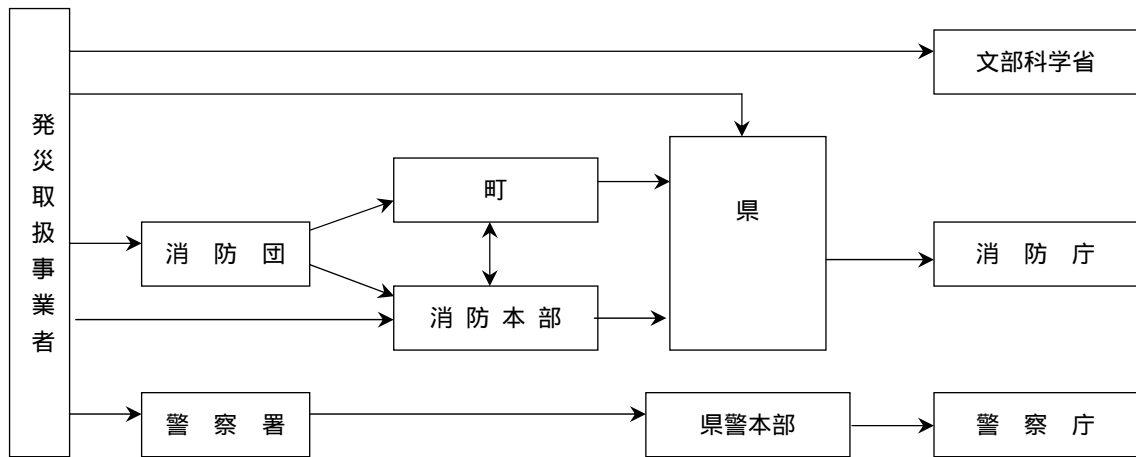 発災取扱事業者
文部科学省
町
県
消 防 団
消 防 庁
消 防 本 部
警 察 署
県警本部
警 察 庁